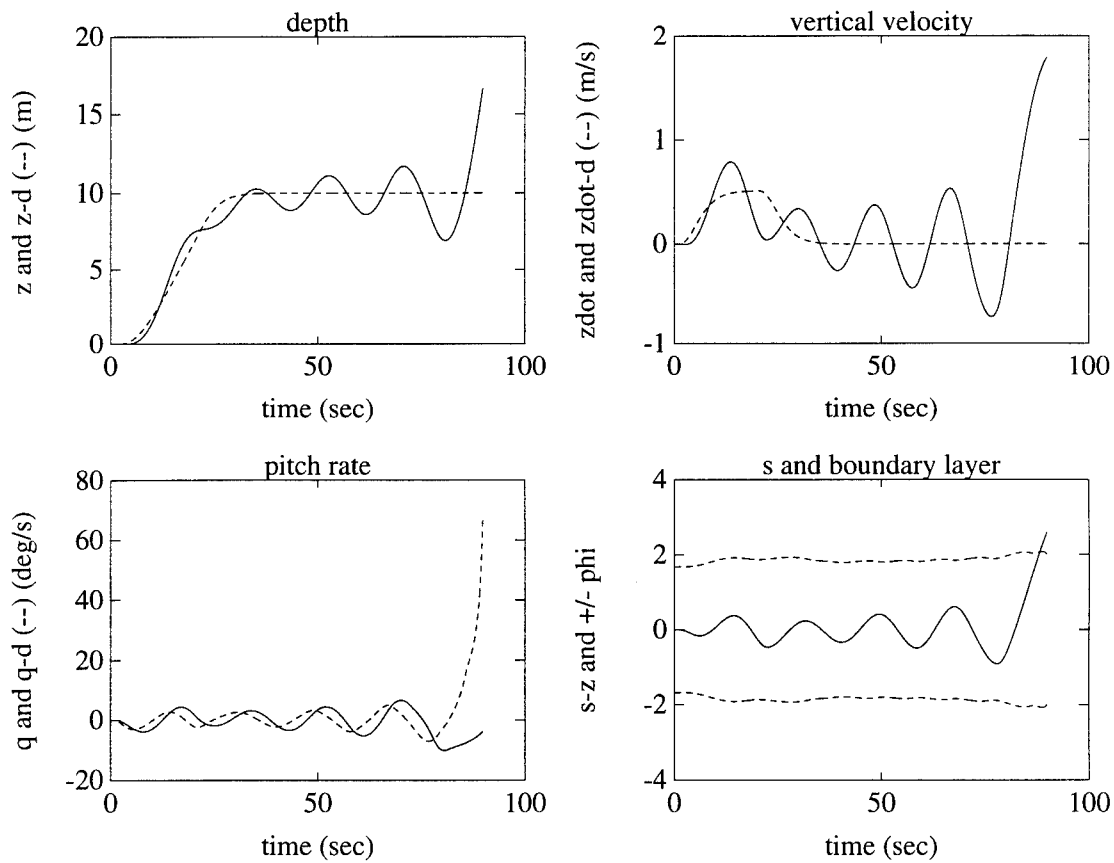 depth
20
15
10
5
0
z and z-d (--) (m)
0
50
100
time (sec)
vertical velocity
2
1
0
-1
zdot and zdot-d (--) (m/s)
0
50
100
time (sec)
pitch rate
80
60
40
20
0
-20
q and q-d (--) (deg/s)
0
50
100
time (sec)
s and boundary layer
4
2
0
-2
-4
s-z and +/- phi
0
50
100
time (sec)